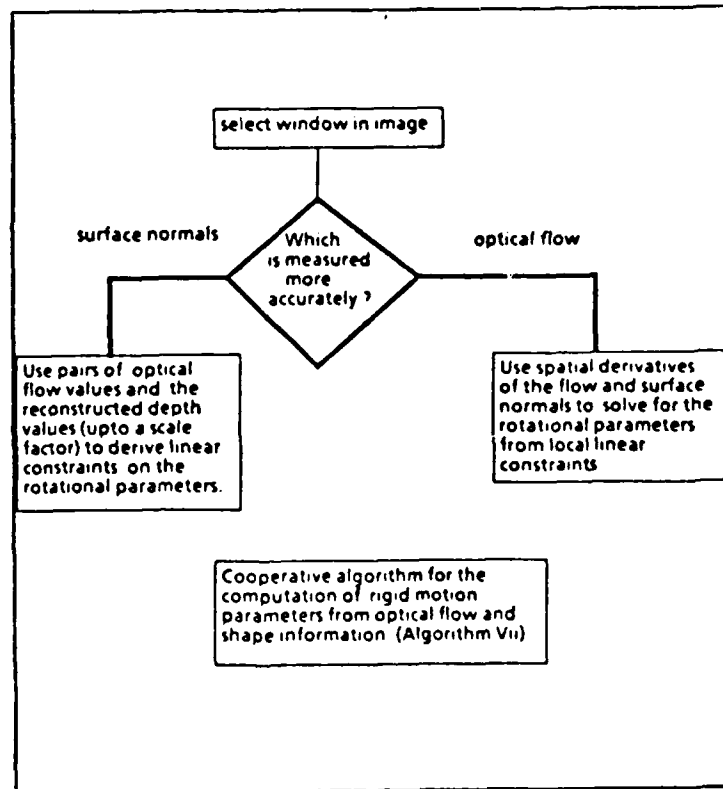 select window in image
surface normals
Which
is measured
more
accurately ?
optical flow
Use pairs of optical
flow values and the
reconstructed depth
values (upto a scale
factor) to derive linear
constraints on the
rotational parameters.
Use spatial derivatives
of the flow and surface
normals to solve for the
rotational parameters
from local linear
constraints
Cooperative algorithm for the
computation of rigid motion
parameters from optical flow and
shape information (Algorithm VII)